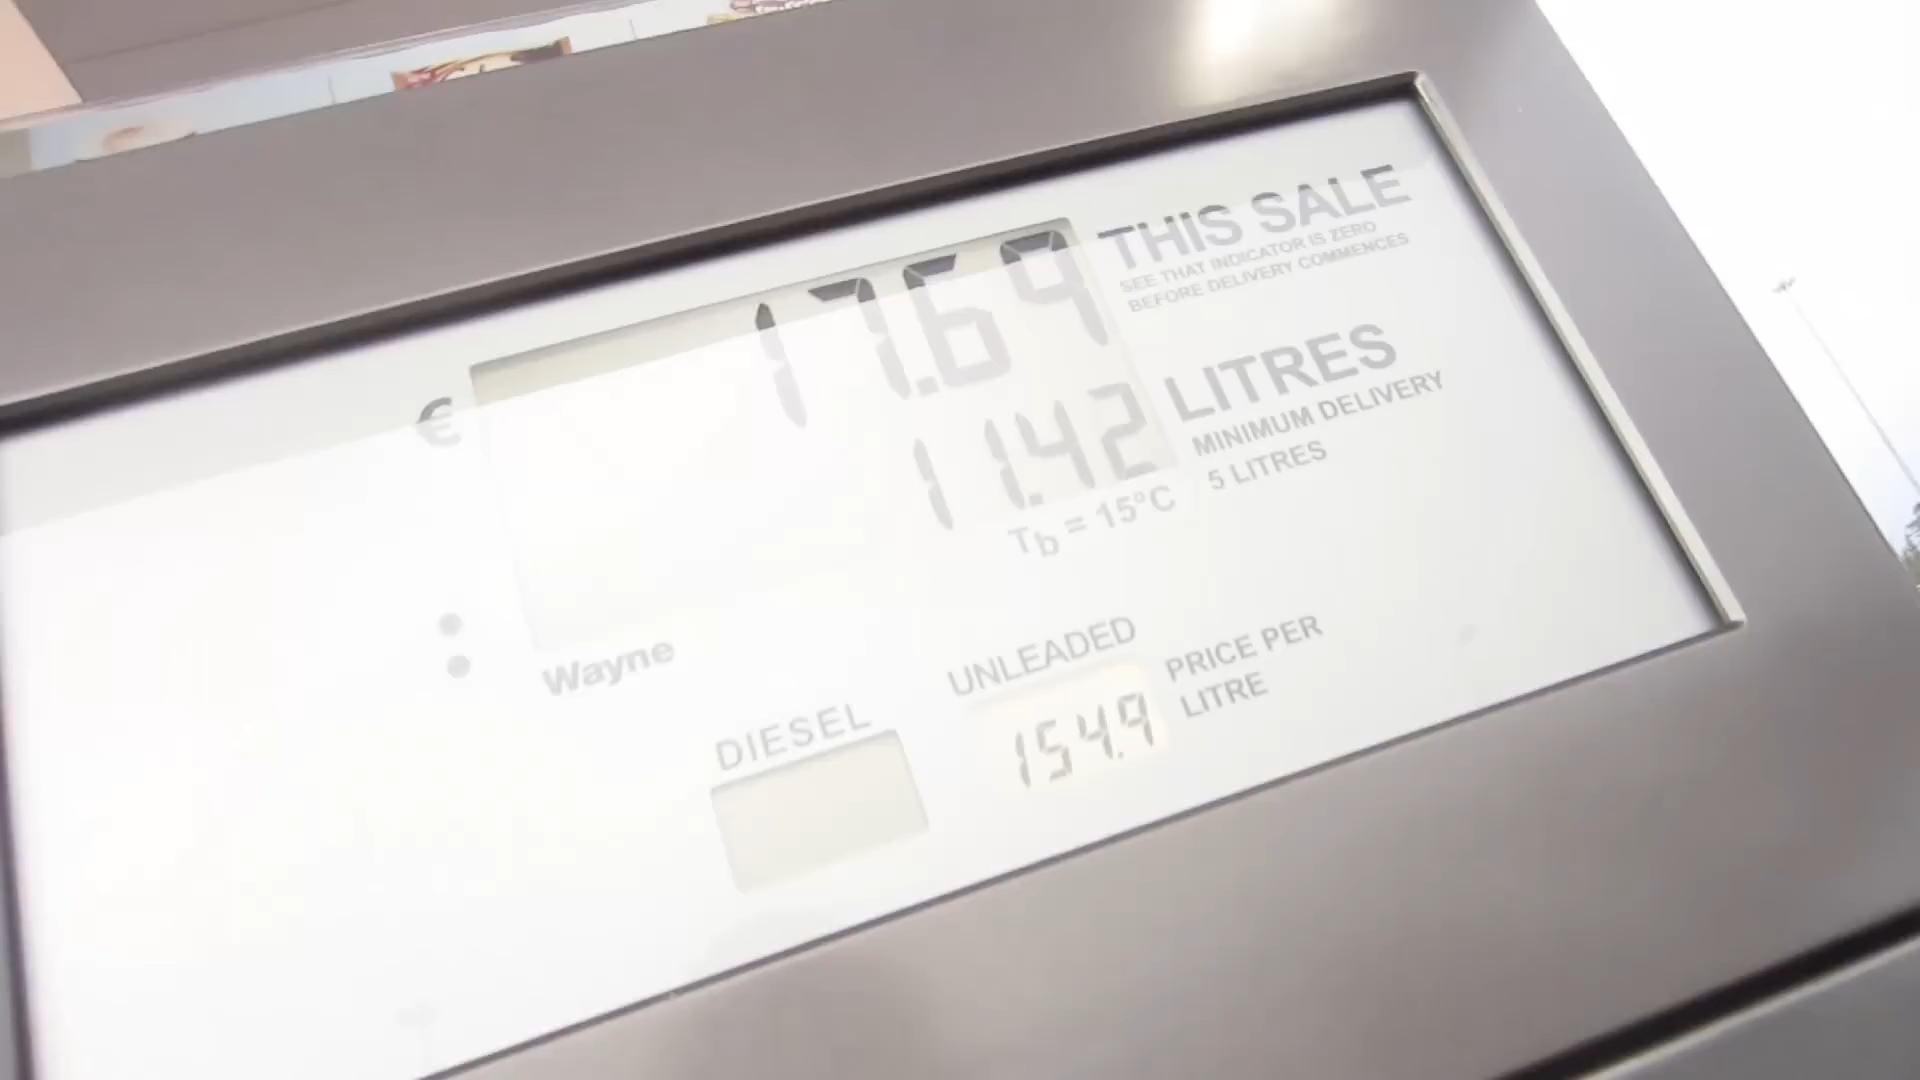 € 17.69 THIS SALE
SEE THAT INDICATOR IS ZERO
BEFORE DELIVERY COMMENCES
11.42 LITRES
MINIMUM DELIVERY
5 LITRES
Tb = 15°C
Wayne
DIESEL
UNLEADED
154.9
PRICE PER
LITRE